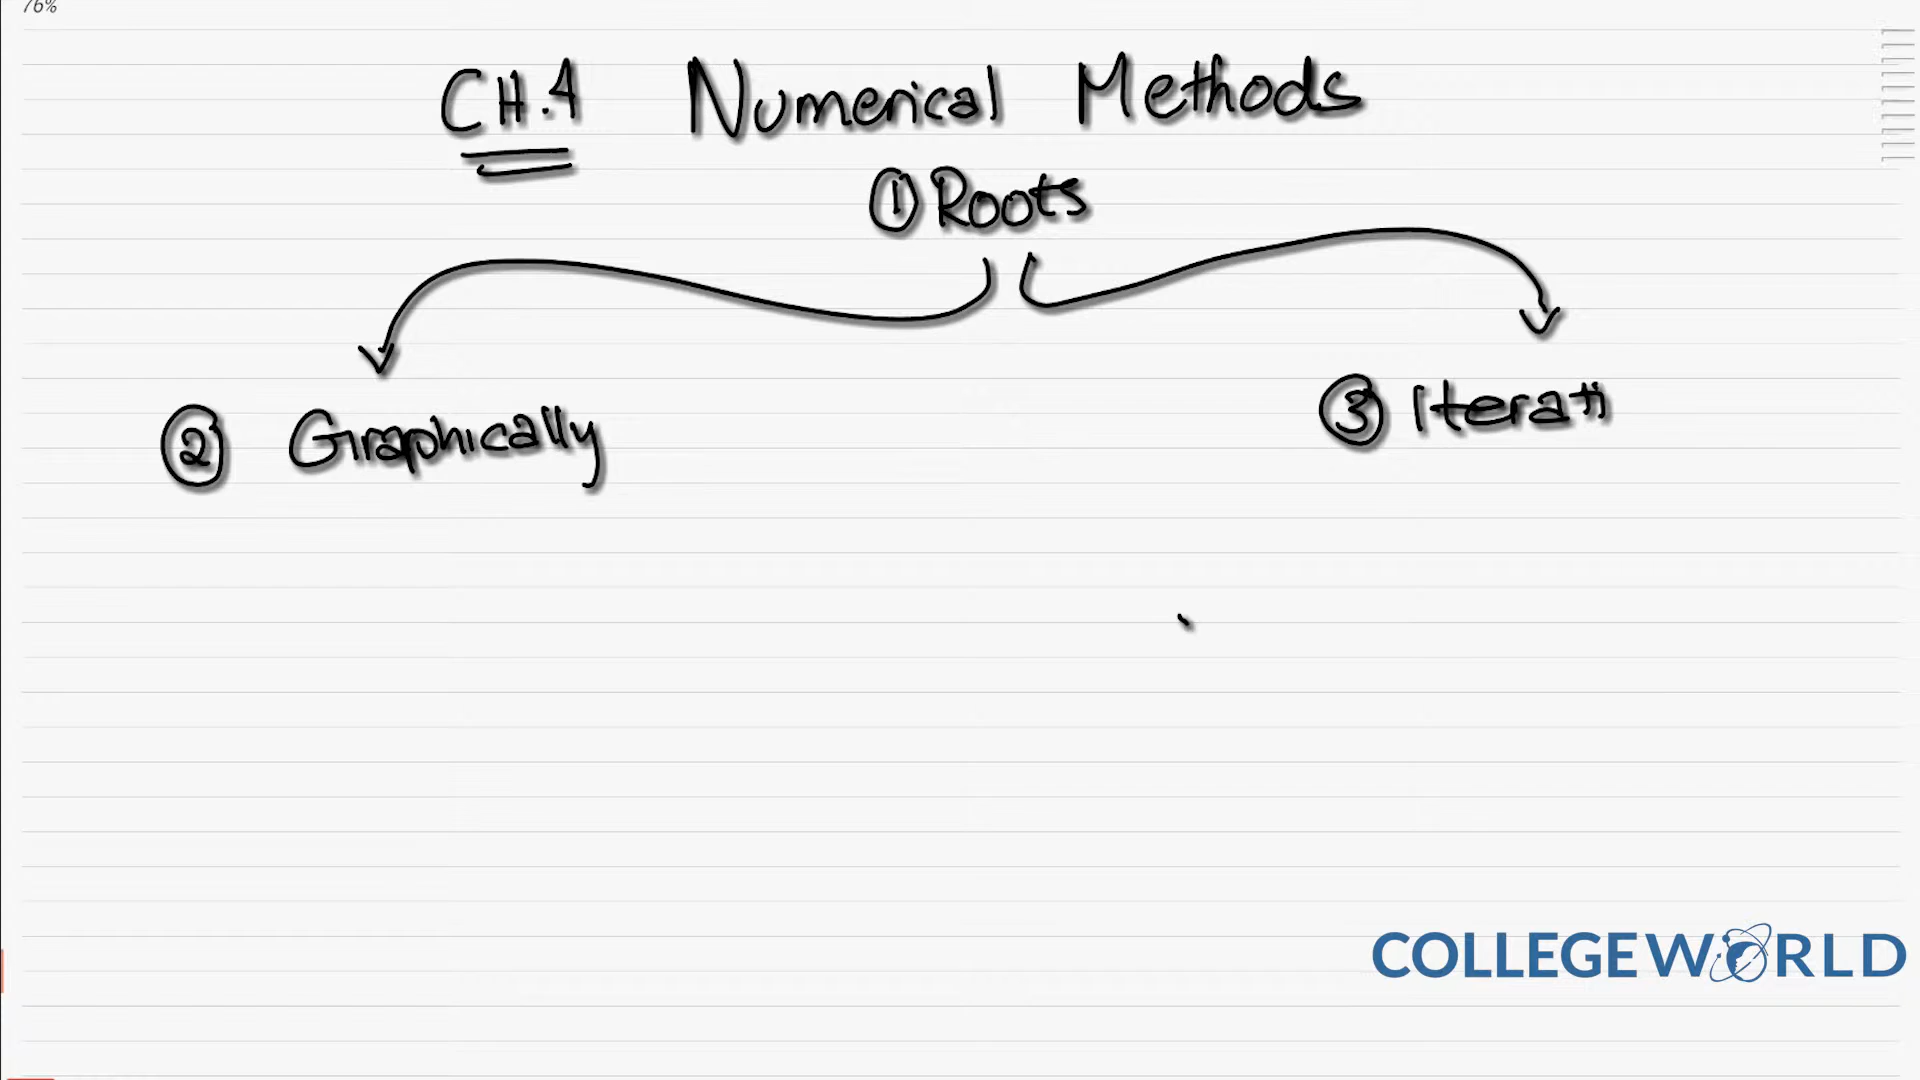 76%
CH.4 Numerical Methods
① Roots
② Graphically
③ Iterati
COLLEGEWORLD